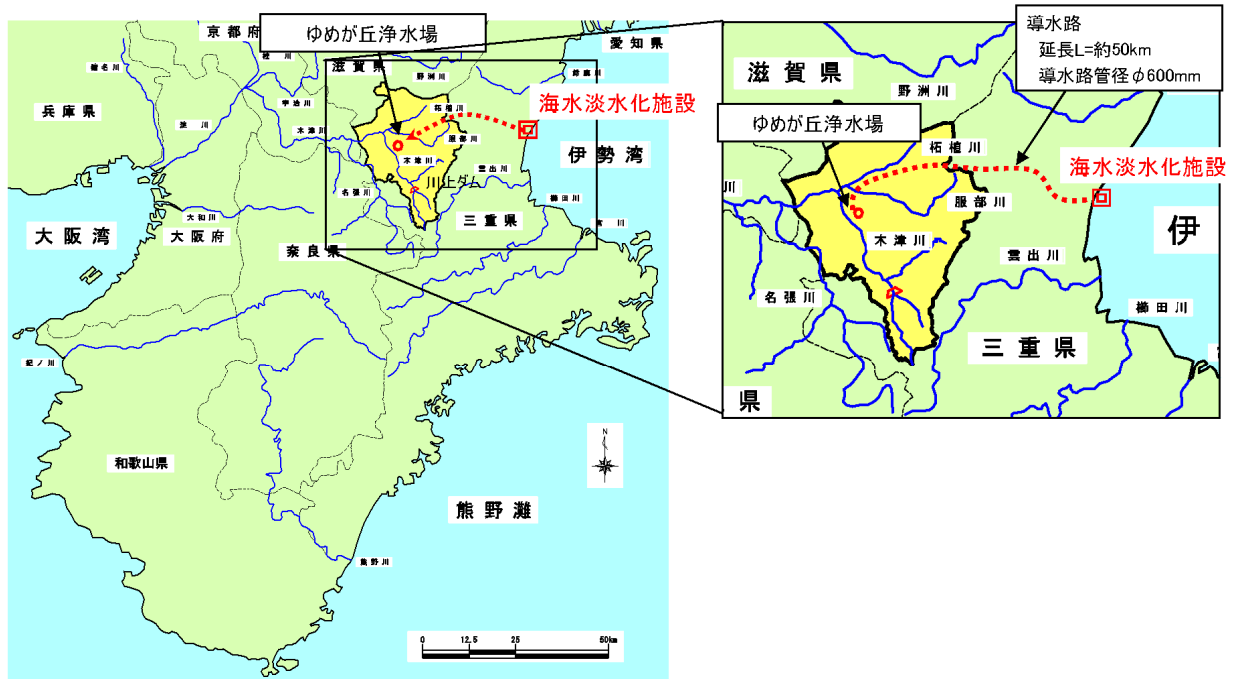 京都府
ゆめが丘浄水場
愛知県
滋賀県
鈴鹿川
野洲川
兵庫県
宇治川
淀川
木津川
柘植川
服部川
海水淡水化施設
伊勢湾
木津川
名張川
川上ダム
雲出川
櫛田川
宮川
三重県
大和川
大阪湾
大阪府
奈良県
紀ノ川
和歌山県
N
熊野灘
熊野川
0 12.5 25 50km
導水路
延長L=約50km
導水路管径φ600mm
滋賀県
野洲川
ゆめが丘浄水場
柘植川
海水淡水化施設
川
服部川
伊
木津川
雲出川
名張川
櫛田川
三重県
県